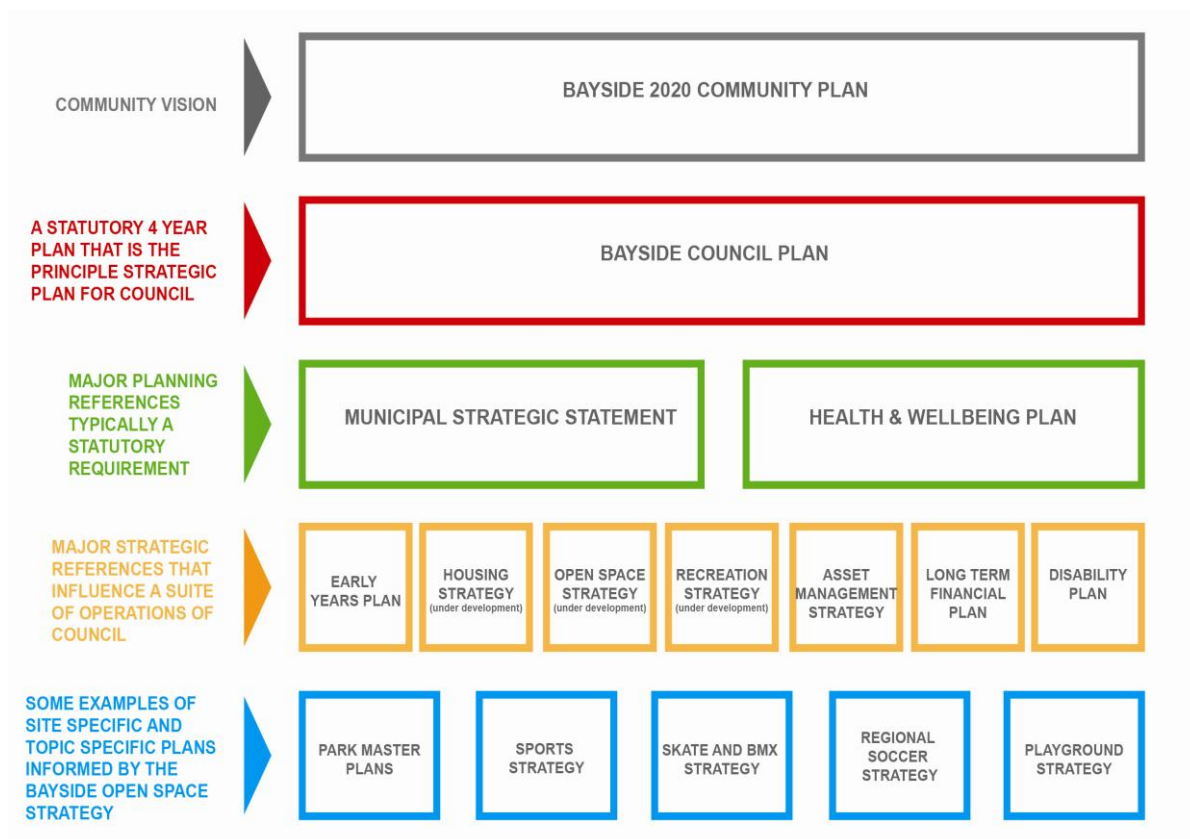 COMMUNITY VISION
BAYSIDE 2020 COMMUNITY PLAN
A STATUTORY 4 YEAR
PLAN THAT IS THE
PRINCIPLE STRATEGIC
PLAN FOR COUNCIL
BAYSIDE COUNCIL PLAN
MAJOR PLANNING
REFERENCES
TYPICALLY A
STATUTORY
REQUIREMENT
MUNICIPAL STRATEGIC STATEMENT
HEALTH & WELLBEING PLAN
MAJOR STRATEGIC
REFERENCES THAT
INFLUENCE A SUITE
OF OPERATIONS OF
COUNCIL
EARLY
YEARS PLAN
HOUSING
STRATEGY
(under development)
OPEN SPACE
STRATEGY
(under development)
RECREATION
STRATEGY
(under development)
ASSET
MANAGEMENT
STRATEGY
LONG TERM
FINANCIAL
PLAN
DISABILITY
PLAN
SOME EXAMPLES OF
SITE SPECIFIC AND
TOPIC SPECIFIC PLANS
INFORMED BY THE
BAYSIDE OPEN SPACE
STRATEGY
PARK MASTER
PLANS
SPORTS
STRATEGY
SKATE AND BMX
STRATEGY
REGIONAL
SOCCER
STRATEGY
PLAYGROUND
STRATEGY